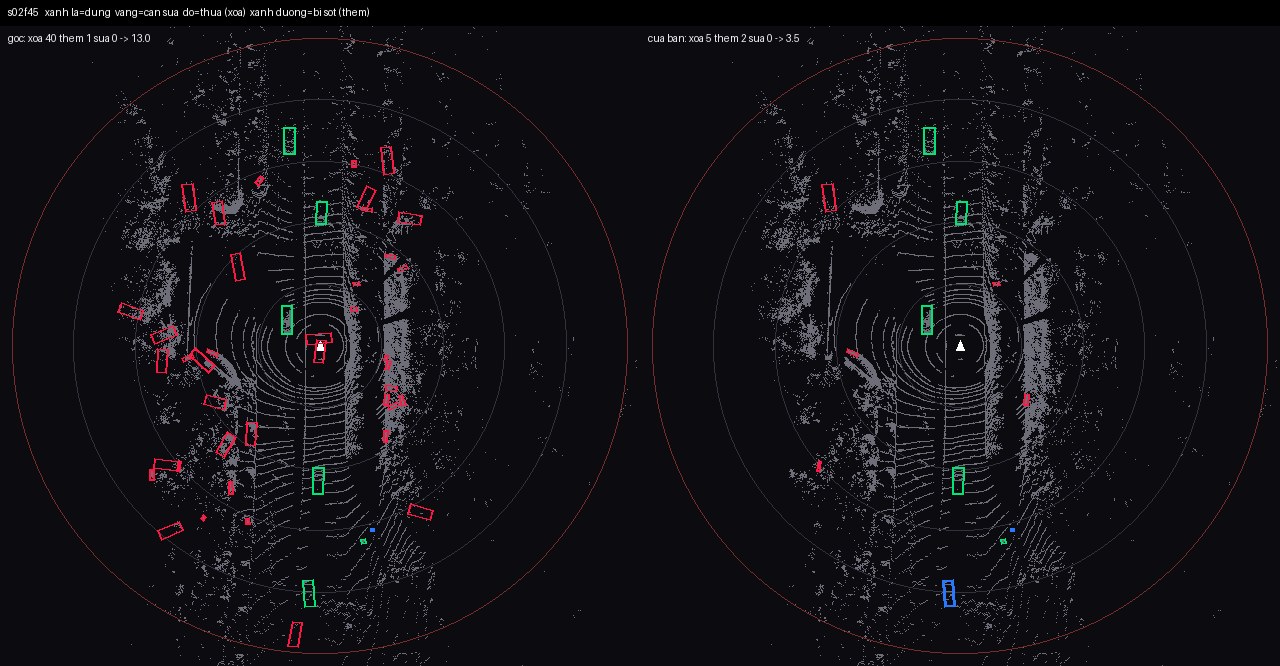 s02f45 xanh la=dung vang=can sua do=thua (xoa) xanh duong=bi sot (them)
goc: xoa 40 them 1 sua 0 -> 13.0
cua ban: xoa 5 them 2 sua 0 -> 3.5